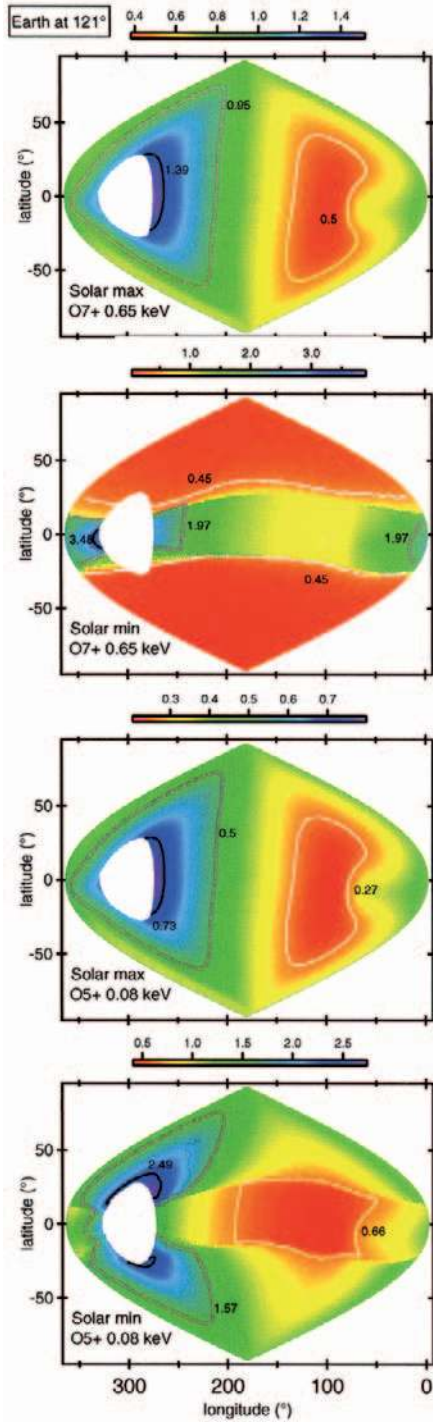 Earth at 121°
0.4 0.6 0.8 1.0 1.2 1.4
50
0
-50
latitude (°)
0.95
1.39
0.5
Solar max
O7+ 0.65 keV
1.0 2.0 3.0
50
0
-50
latitude (°)
0.45
3.48
1.97
1.97
0.45
Solar min
O7+ 0.65 keV
0.3 0.4 0.5 0.6 0.7
50
0
-50
latitude (°)
0.5
0.27
0.73
Solar max
O5+ 0.08 keV
0.5 1.0 1.5 2.0 2.5
50
0
-50
latitude (°)
2.49
0.66
1.57
Solar min
O5+ 0.08 keV
300 200 100 0
longitude (°)